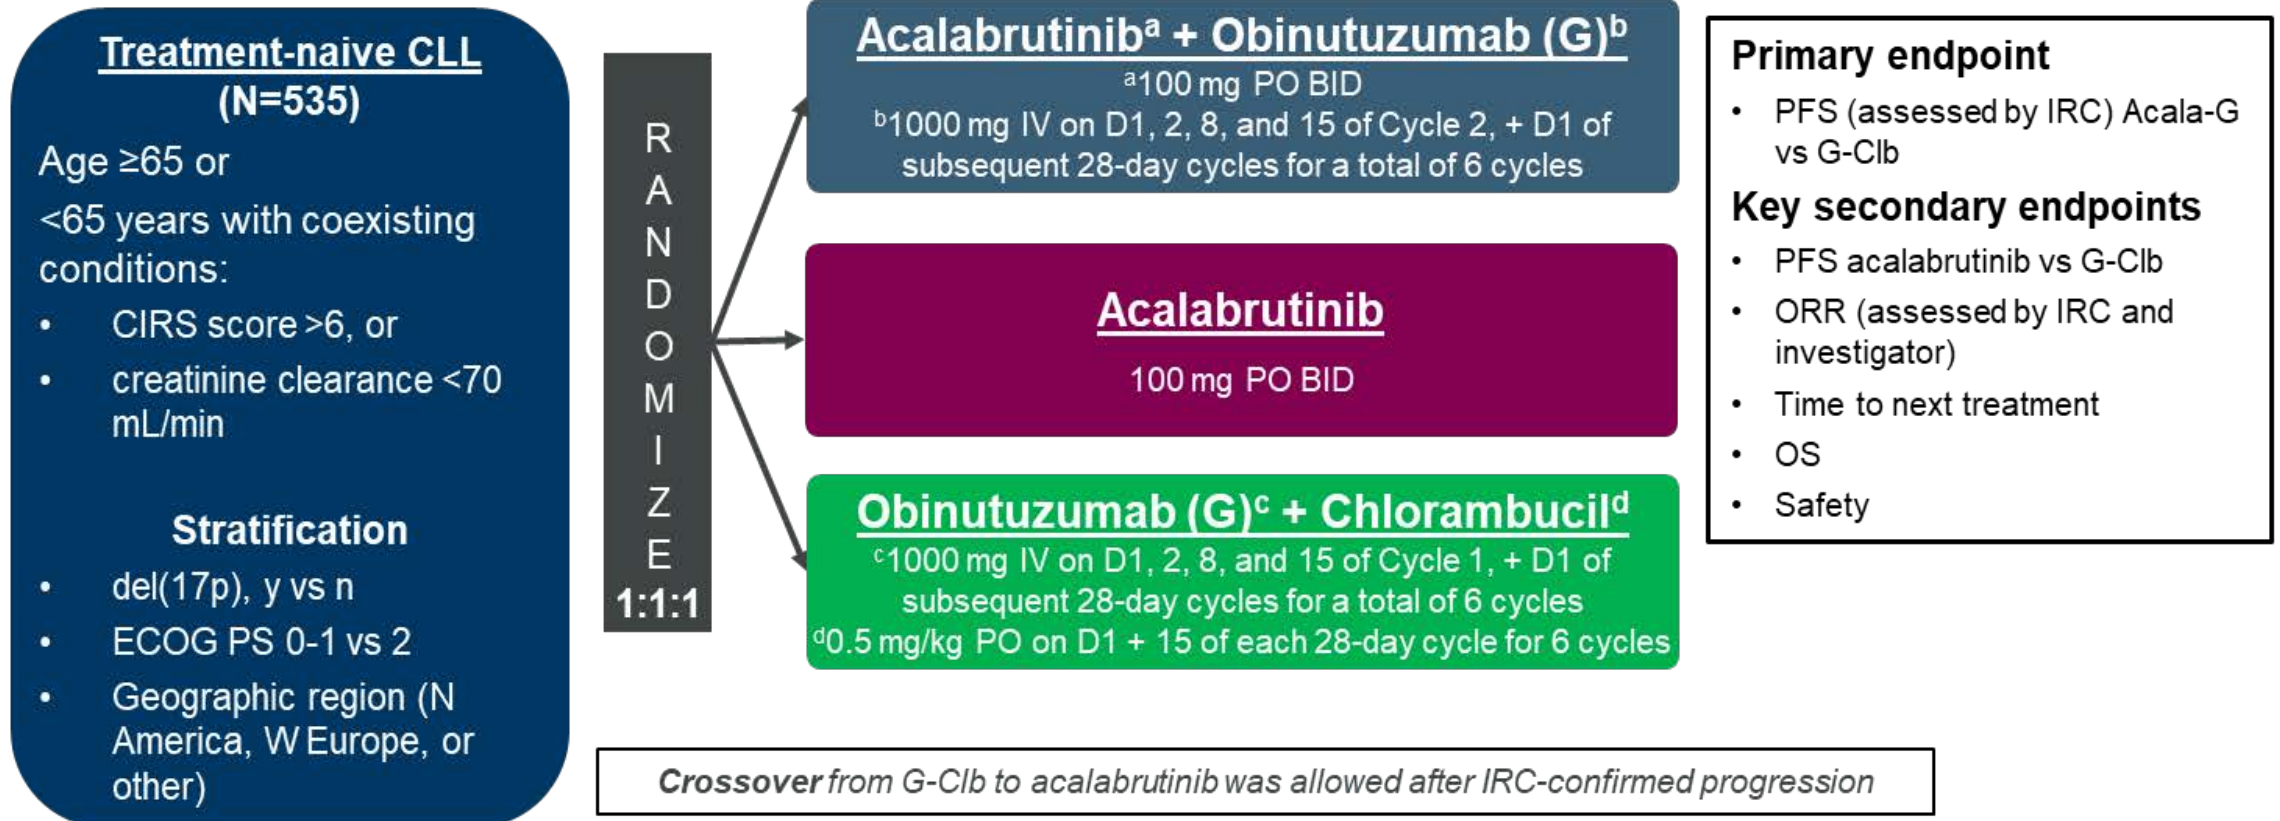 Treatment-naive CLL
(N=535)
Age ≥65 or
<65 years with coexisting
conditions:
• CIRS score >6, or
• creatinine clearance <70
mL/min
Stratification
• del(17p), y vs n
• ECOG PS 0-1 vs 2
• Geographic region (N
America, W Europe, or
other)
R
A
N
D
O
M
I
Z
E
1:1:1
Acalabrutinibᵃ + Obinutuzumab (G)ᵇ
ᵃ100 mg PO BID
ᵇ1000 mg IV on D1, 2, 8, and 15 of Cycle 2, + D1 of
subsequent 28-day cycles for a total of 6 cycles
Acalabrutinib
100 mg PO BID
Obinutuzumab (G)ᶜ + Chlorambucilᵈ
ᶜ1000 mg IV on D1, 2, 8, and 15 of Cycle 1, + D1 of
subsequent 28-day cycles for a total of 6 cycles
ᵈ0.5 mg/kg PO on D1 + 15 of each 28-day cycle for 6 cycles
Primary endpoint
• PFS (assessed by IRC) Acala-G
vs G-Clb
Key secondary endpoints
• PFS acalabrutinib vs G-Clb
• ORR (assessed by IRC and
investigator)
• Time to next treatment
• OS
• Safety
Crossover from G-Clb to acalabrutinib was allowed after IRC-confirmed progression